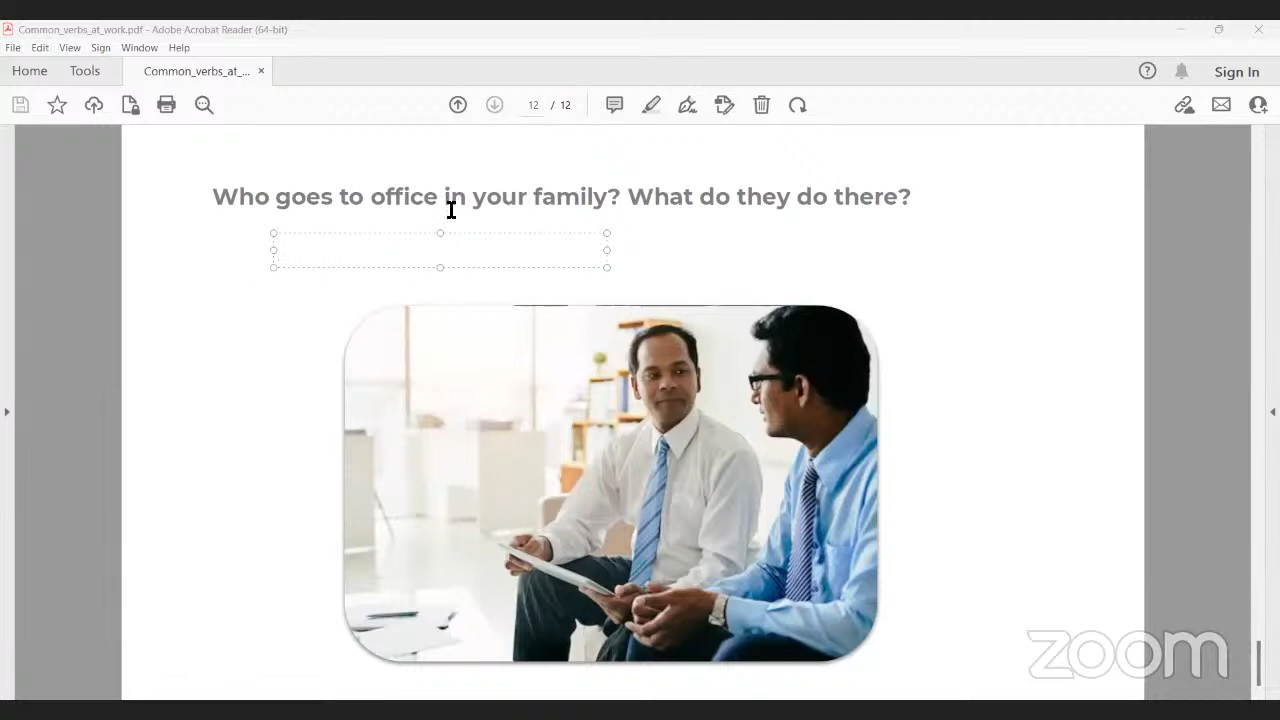 Common_verbs_at_work.pdf - Adobe Acrobat Reader (64-bit)
File Edit View Sign Window Help
Home Tools Common_verbs_at_... × Sign In
12 / 12
Who goes to office in your family? What do they do there?
zoom